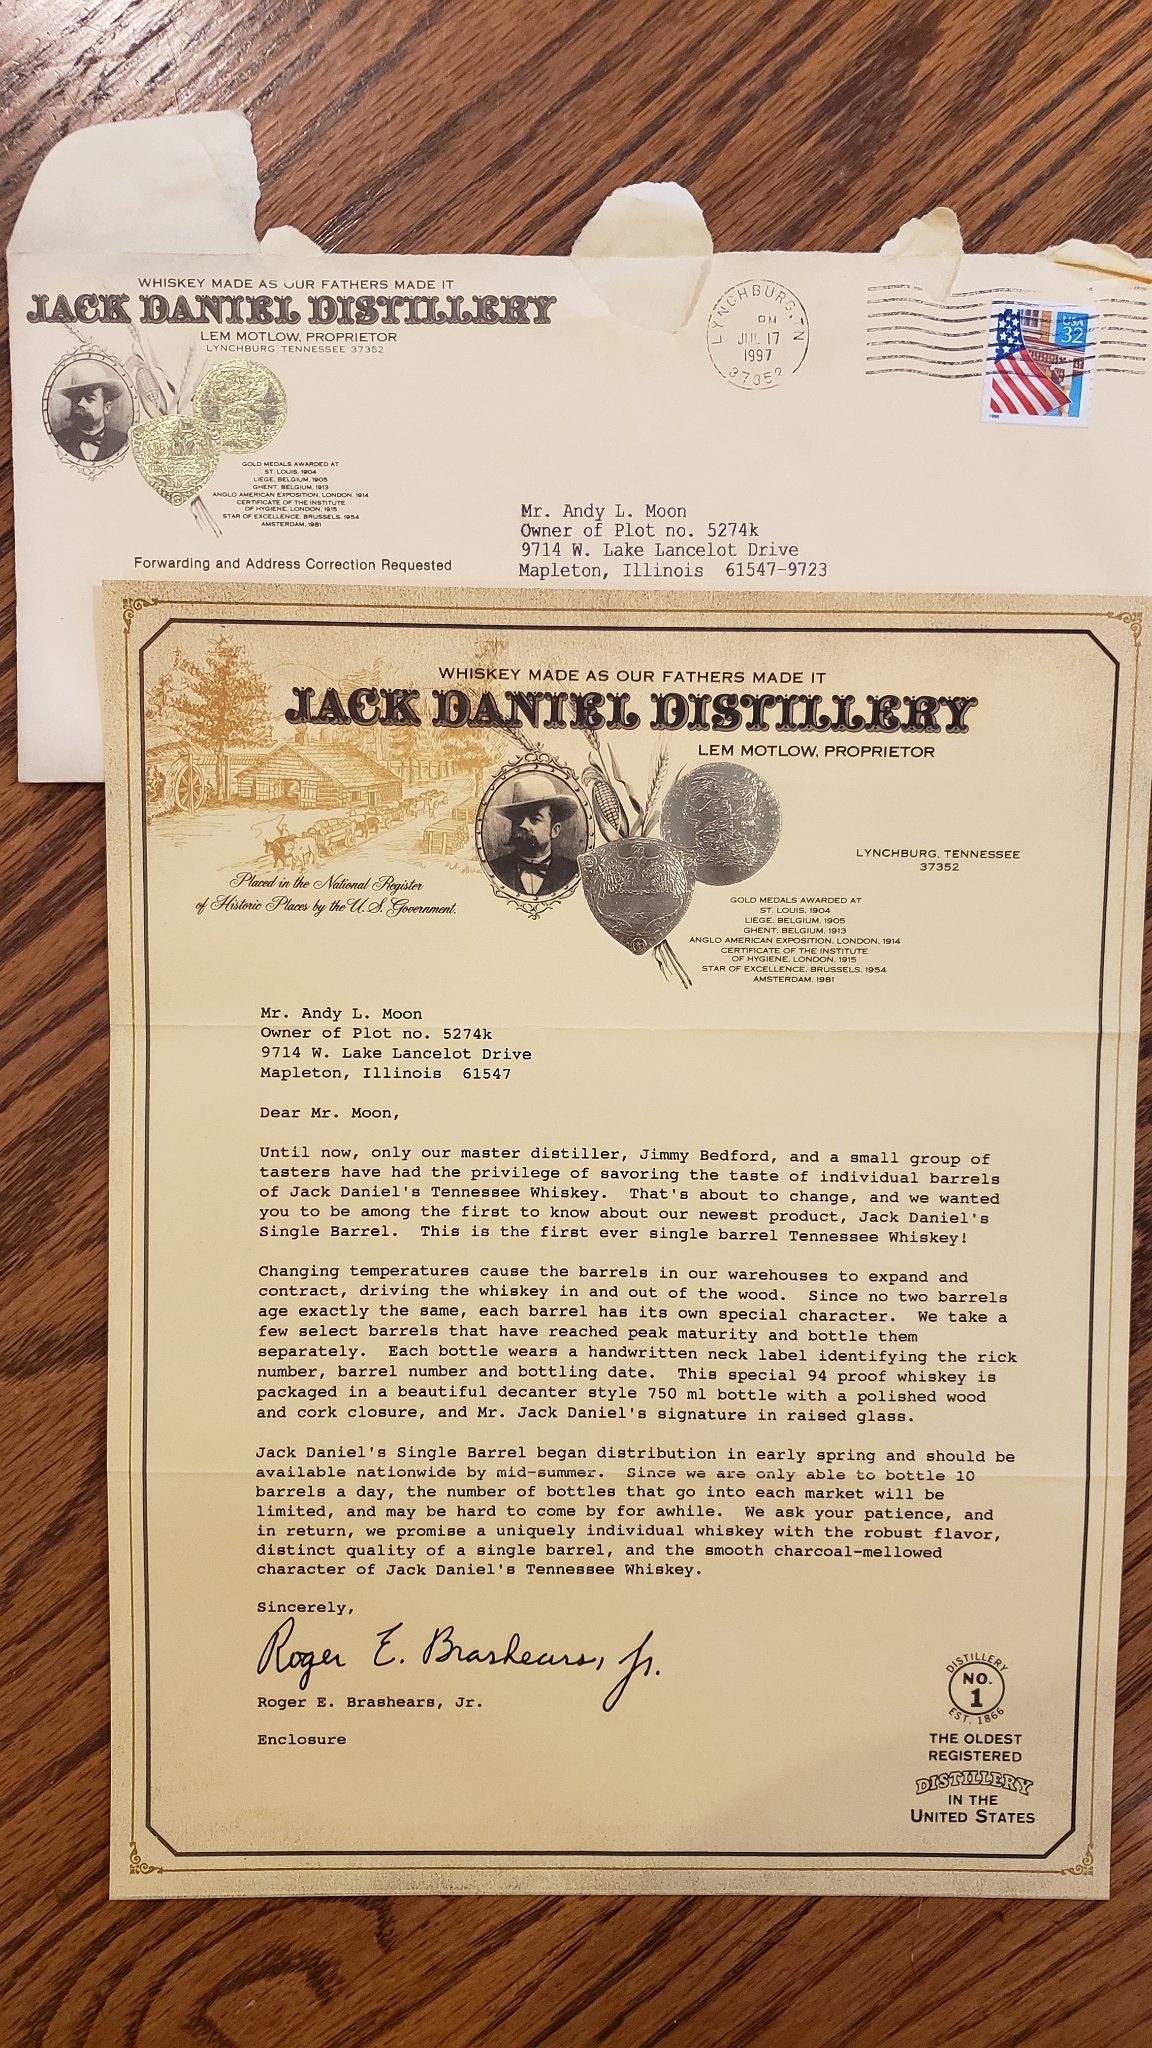 WHISKEY MADE AS OUR FATHERS MADE IT
JACK DANIEL DISTILLERY
LEM MOTLOW, PROPRIETOR
LYNCHBURG, TENNESSEE 37352
GOLD MEDALS AWARDED AT
ST. LOUIS, 1904
LIEGE, BELGIUM, 1905
GHENT, BELGIUM, 1913
ANGLO AMERICAN EXPOSITION, LONDON, 1914
CERTIFICATE OF THE INSTITUTE
OF HYGIENE, LONDON, 1915
STAR OF EXCELLENCE, BRUSSELS, 1954
AMSTERDAM, 1981
Forwarding and Address Correction Requested
LYNCHBURG, TN
PM
JUL 17
1997
37352
USA
32
1995
Mr. Andy L. Moon
Owner of Plot no. 5274k
9714 W. Lake Lancelot Drive
Mapleton, Illinois  61547-9723
WHISKEY MADE AS OUR FATHERS MADE IT
JACK DANIEL DISTILLERY
LEM MOTLOW, PROPRIETOR
LYNCHBURG, TENNESSEE
37352
Placed in the National Register
of Historic Places by the U.S. Government.
GOLD MEDALS AWARDED AT
ST. LOUIS, 1904
LIEGE, BELGIUM, 1905
GHENT, BELGIUM, 1913
ANGLO AMERICAN EXPOSITION, LONDON, 1914
CERTIFICATE OF THE INSTITUTE
OF HYGIENE, LONDON, 1915
STAR OF EXCELLENCE, BRUSSELS, 1954
AMSTERDAM, 1981
Mr. Andy L. Moon
Owner of Plot no. 5274k
9714 W. Lake Lancelot Drive
Mapleton, Illinois  61547
Dear Mr. Moon,
Until now, only our master distiller, Jimmy Bedford, and a small group of
tasters have had the privilege of savoring the taste of individual barrels
of Jack Daniel's Tennessee Whiskey.  That's about to change, and we wanted
you to be among the first to know about our newest product, Jack Daniel's
Single Barrel.  This is the first ever single barrel Tennessee Whiskey!
Changing temperatures cause the barrels in our warehouses to expand and
contract, driving the whiskey in and out of the wood.  Since no two barrels
age exactly the same, each barrel has its own special character.  We take a
few select barrels that have reached peak maturity and bottle them
separately.  Each bottle wears a handwritten neck label identifying the rick
number, barrel number and bottling date.  This special 94 proof whiskey is
packaged in a beautiful decanter style 750 ml bottle with a polished wood
and cork closure, and Mr. Jack Daniel's signature in raised glass.
Jack Daniel's Single Barrel began distribution in early spring and should be
available nationwide by mid-summer.  Since we are only able to bottle 10
barrels a day, the number of bottles that go into each market will be
limited, and may be hard to come by for awhile.  We ask your patience, and
in return, we promise a uniquely individual whiskey with the robust flavor,
distinct quality of a single barrel, and the smooth charcoal-mellowed
character of Jack Daniel's Tennessee Whiskey.
Sincerely,
Roger E. Brashears, Jr.
Roger E. Brashears, Jr.
Enclosure
DISTILLERY
NO.
1
EST. 1866
THE OLDEST
REGISTERED
DISTILLERY
IN THE
UNITED STATES